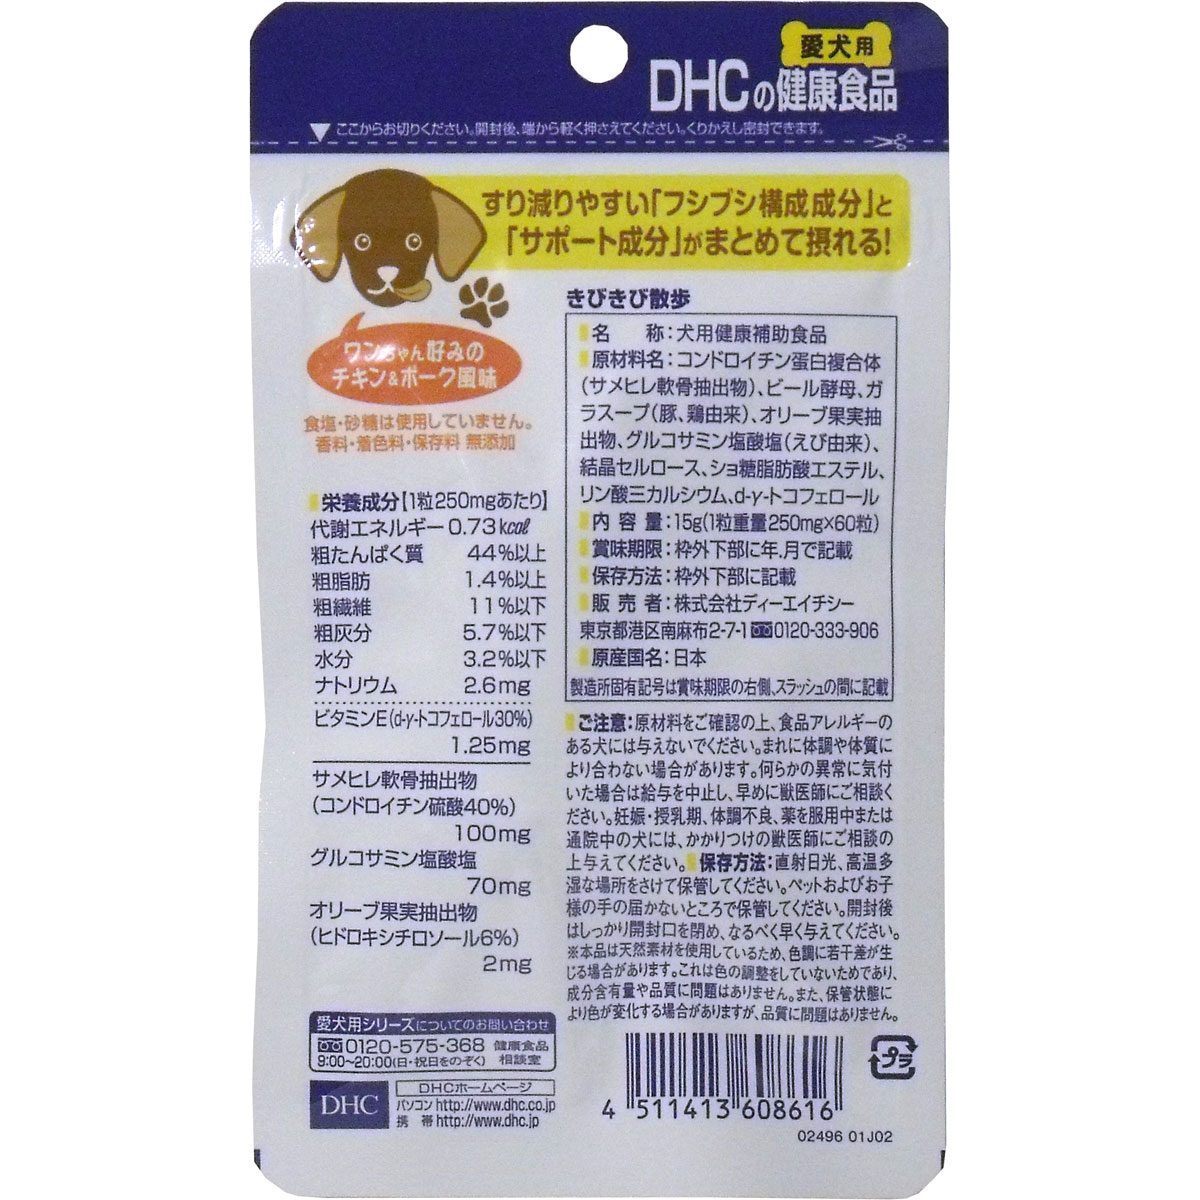 愛犬用
DHCの健康食品
▼ここからお切りください。開封後、端から軽く押さえてください。くりかえし密封できます。
すり減りやすい「フシブシ構成成分」と
「サポート成分」がまとめて摂れる!
ワンちゃん好みの
チキン&ポーク風味
食塩・砂糖は使用していません。
香料・着色料・保存料 無添加
栄養成分【1粒250mgあたり】
代謝エネルギー 0.73kcal
粗たんぱく質 44%以上
粗脂肪 1.4%以上
粗繊維 11%以下
粗灰分 5.7%以下
水分 3.2%以下
ナトリウム 2.6mg
ビタミンE(d-γ-トコフェロール30%)
1.25mg
サメヒレ軟骨抽出物
(コンドロイチン硫酸40%)
100mg
グルコサミン塩酸塩
70mg
オリーブ果実抽出物
(ヒドロキシチロソール6%)
2mg
愛犬用シリーズについてのお問い合わせ
0120-575-368 健康食品
9:00~20:00(日・祝日をのぞく) 相談室
DHC
DHCホームページ
パソコン http://www.dhc.co.jp
携帯 http://www.dhc.jp
きびきび散歩
名称:犬用健康補助食品
原材料名:コンドロイチン蛋白複合体
(サメヒレ軟骨抽出物)、ビール酵母、ガ
ラスープ(豚、鶏由来)、オリーブ果実抽
出物、グルコサミン塩酸塩(えび由来)、
結晶セルロース、ショ糖脂肪酸エステル、
リン酸三カルシウム、d-γ-トコフェロール
内容量:15g(1粒重量250mg×60粒)
賞味期限:枠外下部に年.月で記載
保存方法:枠外下部に記載
販売者:株式会社ディーエイチシー
東京都港区南麻布2-7-1 0120-333-906
原産国名:日本
製造所固有記号は賞味期限の右側、スラッシュの間に記載
ご注意:原材料をご確認の上、食品アレルギーの
ある犬には与えないでください。まれに体調や体質に
より合わない場合があります。何らかの異常に気付
いた場合は給与を中止し、早めに獣医師にご相談く
ださい。妊娠・授乳期、体調不良、薬を服用中または
通院中の犬には、かかりつけの獣医師にご相談の
上与えてください。保存方法:直射日光、高温多
湿な場所をさけて保管してください。ペットおよびお子
様の手の届かないところで保管してください。開封後
はしっかり開封口を閉め、なるべく早く与えてください。
※本品は天然素材を使用しているため、色調に若干差が生
じる場合があります。これは色の調整をしていないためであり、
成分含有量や品質に問題はありません。また、保管状態に
より色が変化する場合がありますが、品質に問題はありません。
プラ
4 511413 608616
02496 01J02